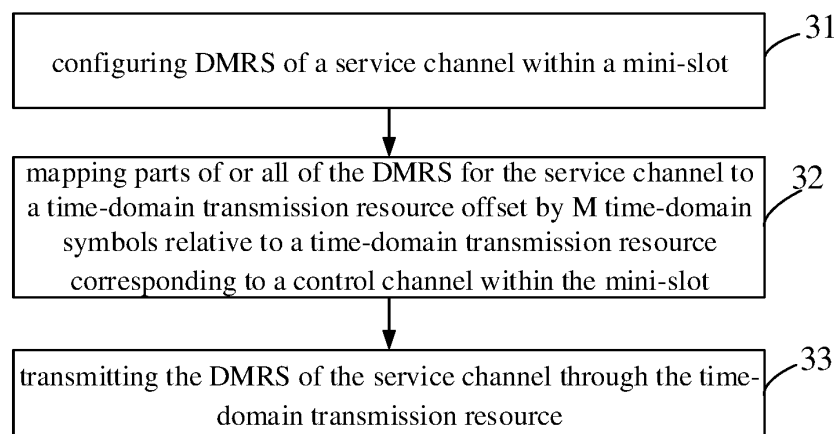 31
configuring DMRS of a service channel within a mini-slot
mapping parts of or all of the DMRS for the service channel to
32
a time-domain transmission resource offset by M time-domain
symbols relative to a time-domain transmission resource
corresponding to a control channel within the mini-slot
33
transmitting the DMRS of the service channel through the time-
domain transmission resource